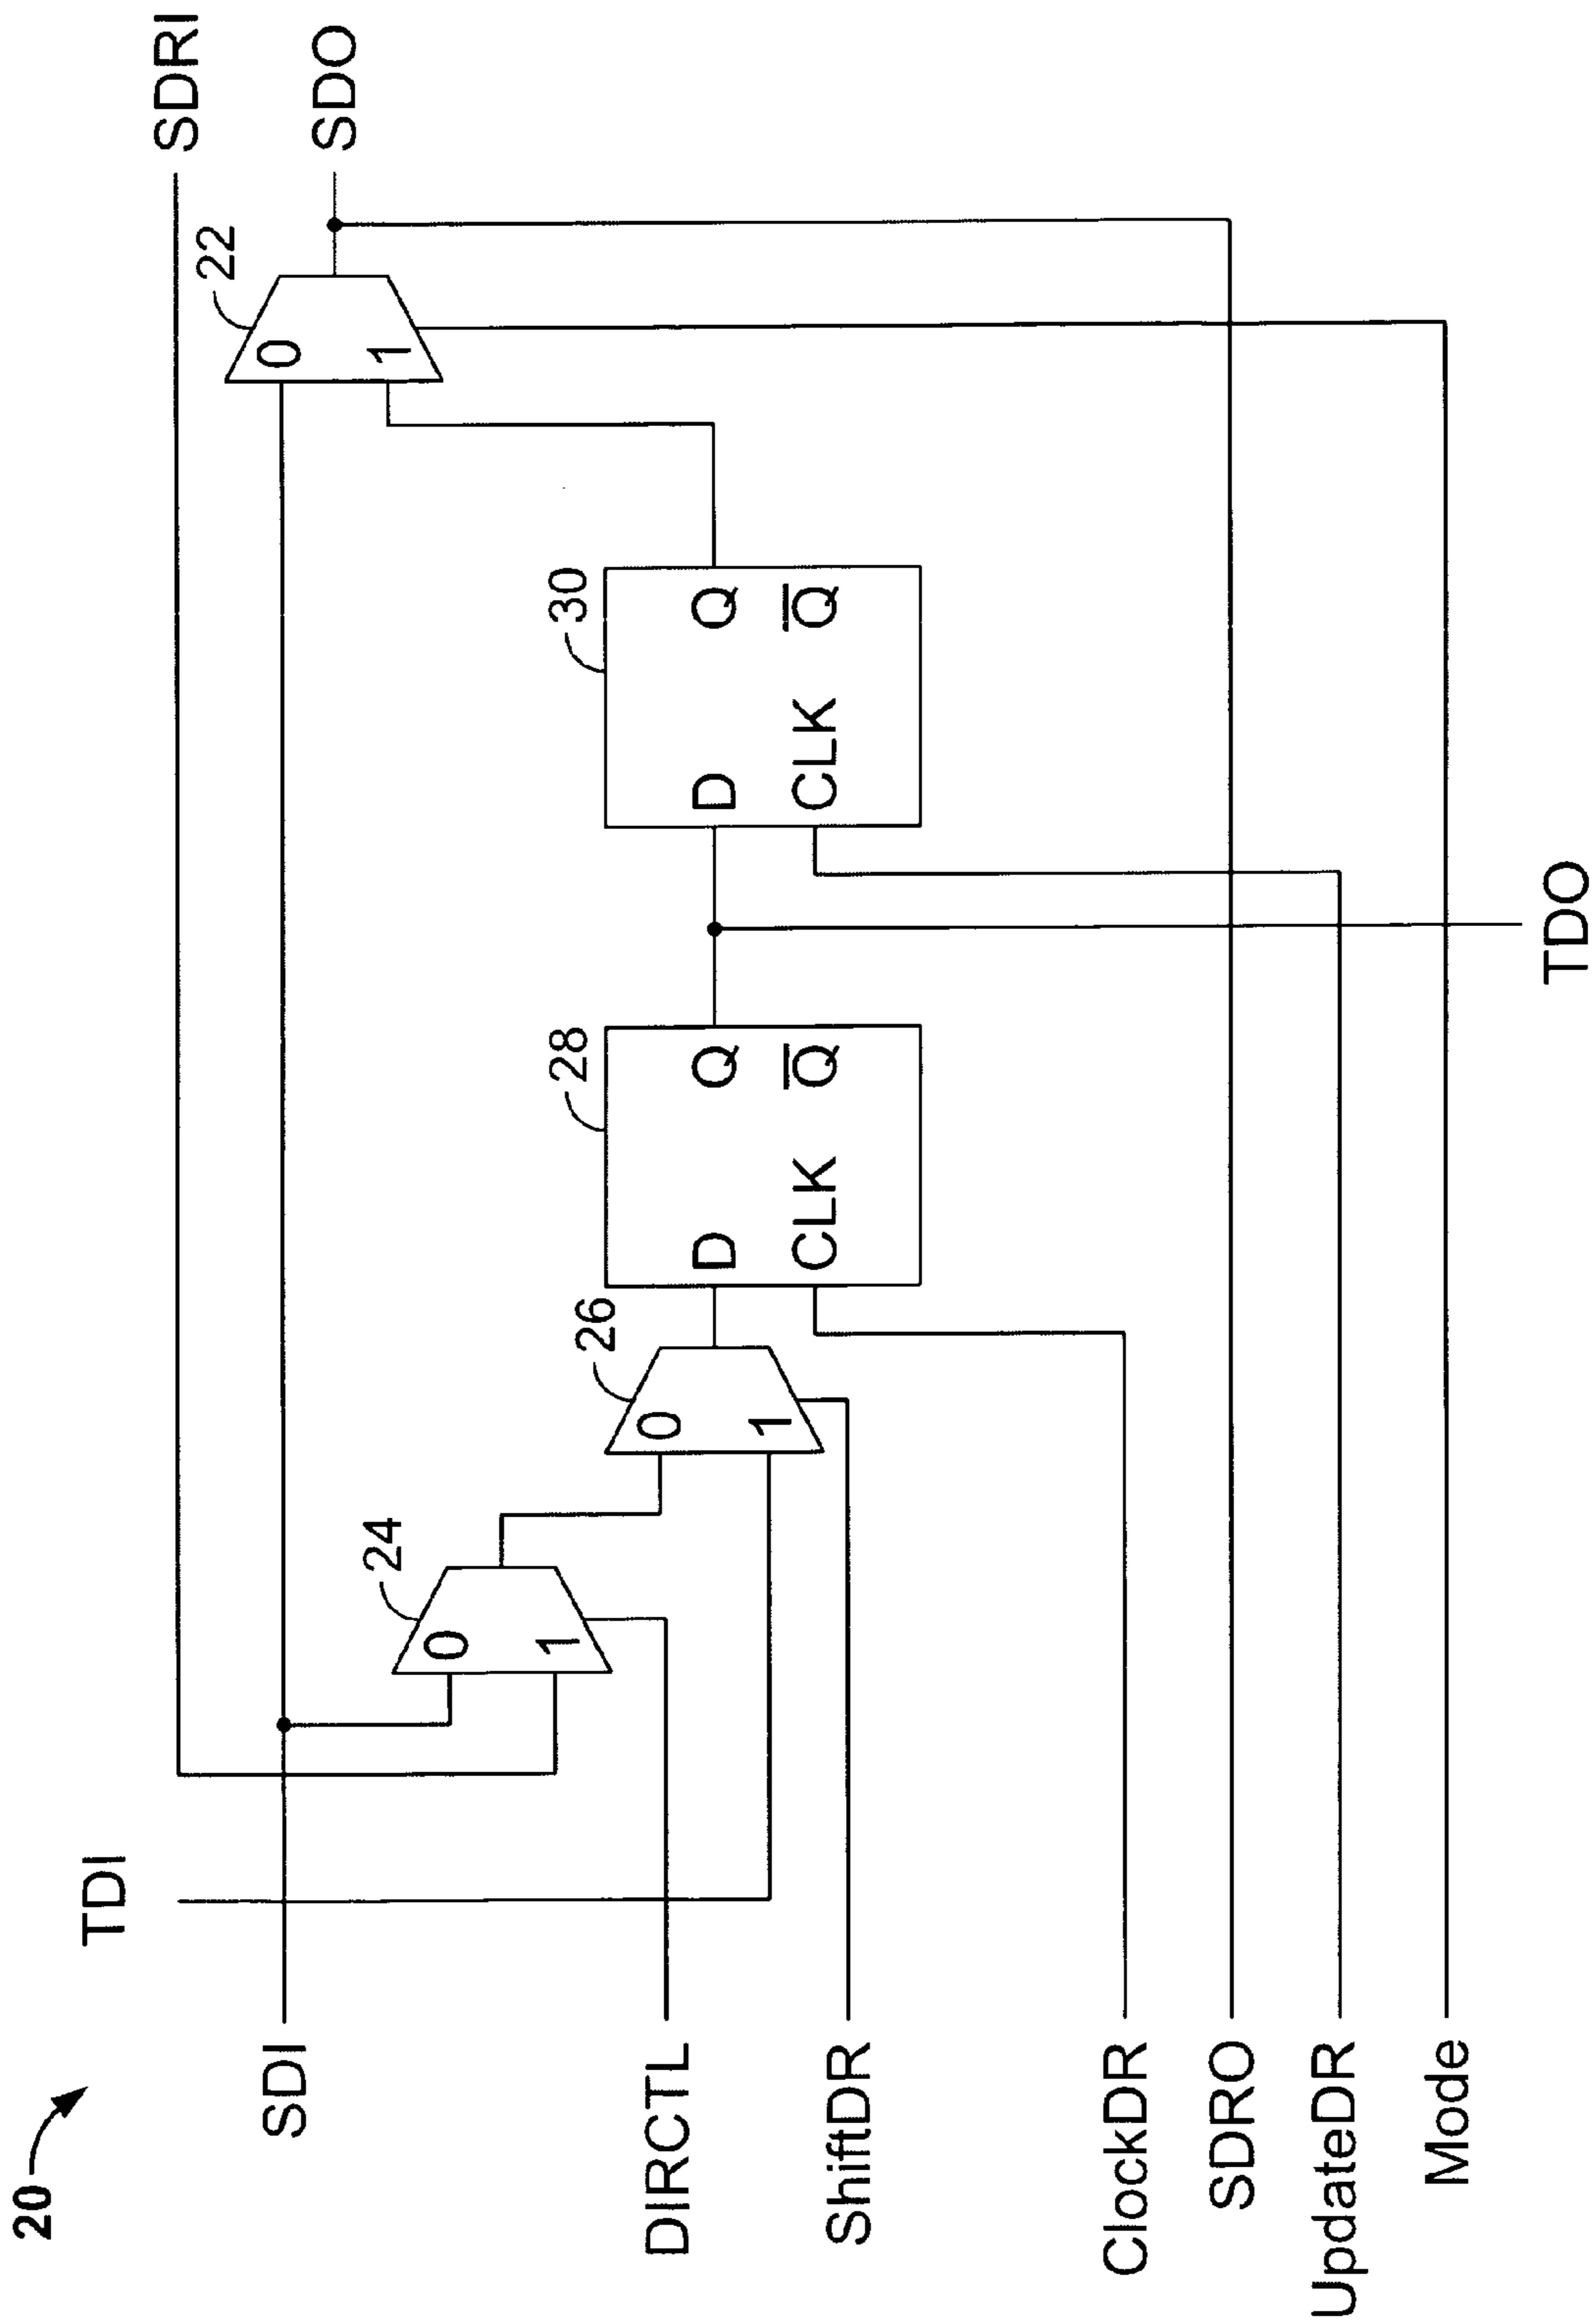 20
TDI
SDRI
SDI
SDO
22
0
1
24
0
1
26
0
1
28
D
Q
CLK
Q̅
30
D
Q
CLK
Q̅
DIRCTL
ShiftDR
ClockDR
SDRO
UpdateDR
Mode
TDO